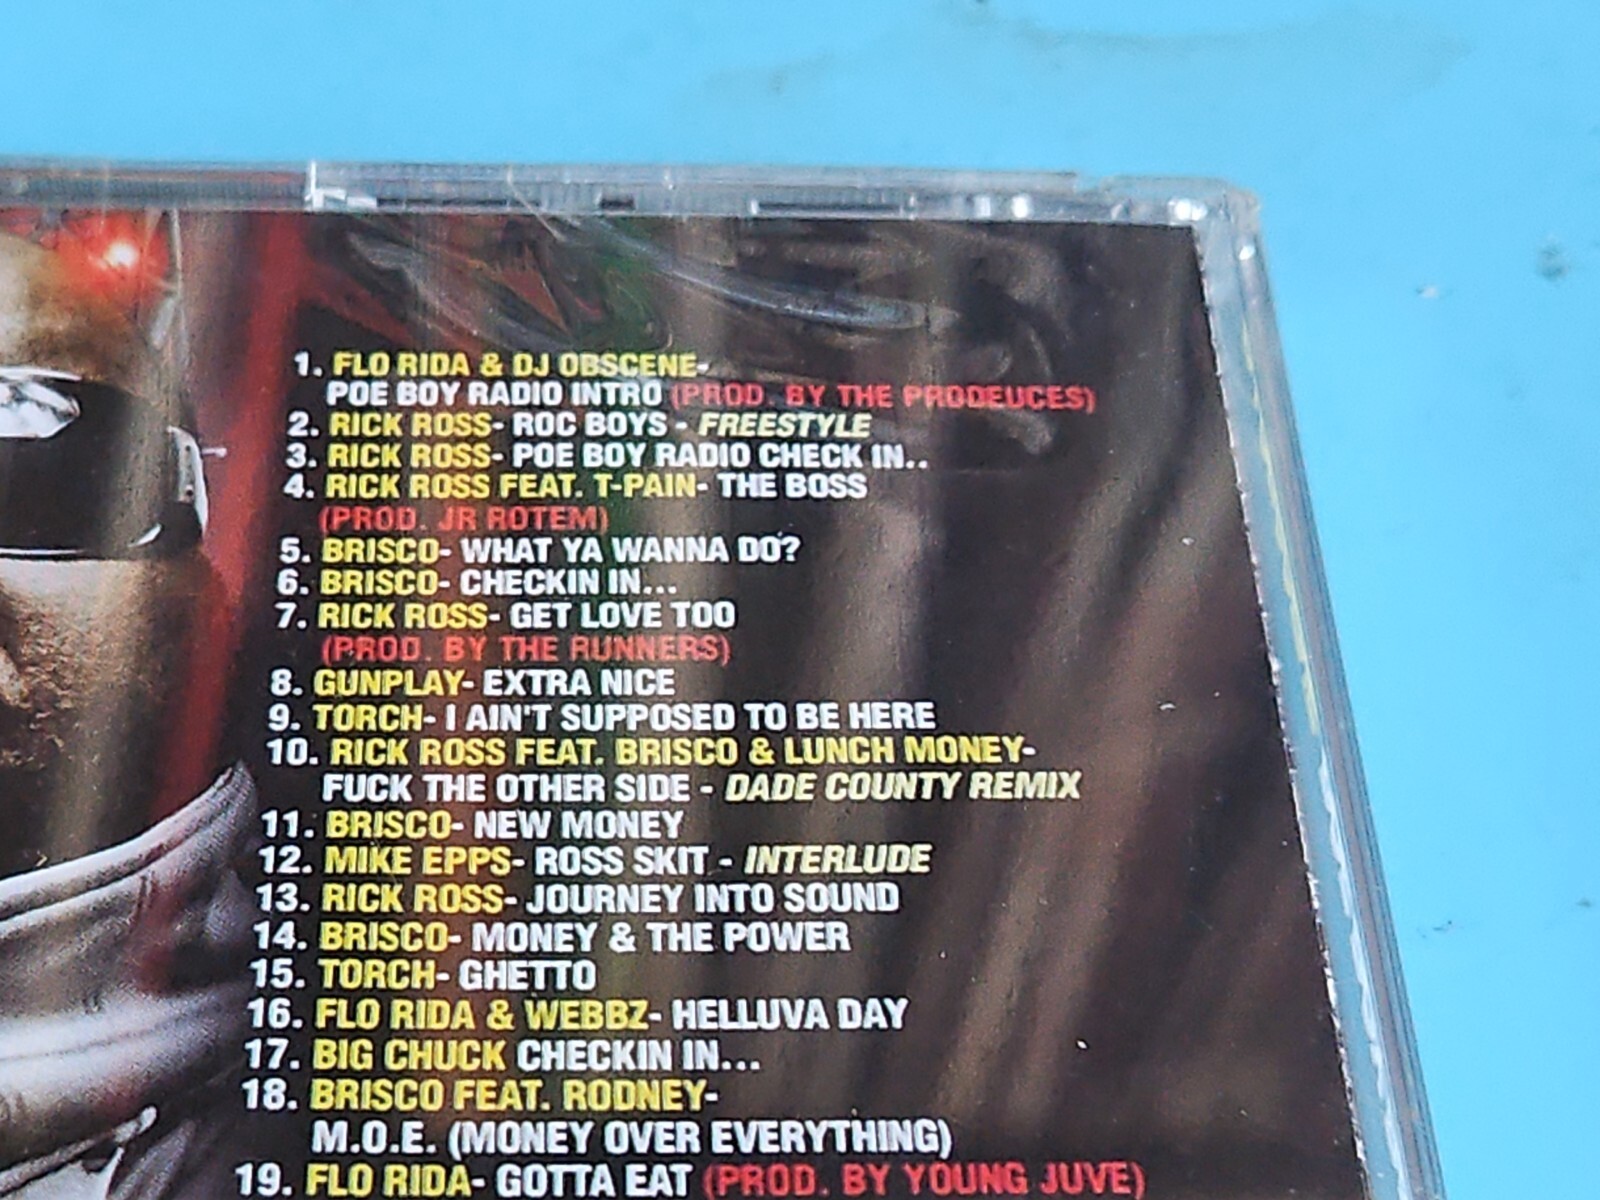 1. FLO RIDA & DJ OBSCENE-
POE BOY RADIO INTRO (PROD. BY THE PRODEUCES)
2. RICK ROSS- ROC BOYS - FREESTYLE
3. RICK ROSS- POE BOY RADIO CHECK IN..
4. RICK ROSS FEAT. T-PAIN- THE BOSS
(PROD. JR ROTEM)
5. BRISCO- WHAT YA WANNA DO?
6. BRISCO- CHECKIN IN...
7. RICK ROSS- GET LOVE TOO
(PROD. BY THE RUNNERS)
8. GUNPLAY- EXTRA NICE
9. TORCH- I AIN'T SUPPOSED TO BE HERE
10. RICK ROSS FEAT. BRISCO & LUNCH MONEY-
FUCK THE OTHER SIDE - DADE COUNTY REMIX
11. BRISCO- NEW MONEY
12. MIKE EPPS- ROSS SKIT - INTERLUDE
13. RICK ROSS- JOURNEY INTO SOUND
14. BRISCO- MONEY & THE POWER
15. TORCH- GHETTO
16. FLO RIDA & WEBBZ- HELLUVA DAY
17. BIG CHUCK CHECKIN IN...
18. BRISCO FEAT. RODNEY-
M.O.E. (MONEY OVER EVERYTHING)
19. FLO RIDA- GOTTA EAT (PROD. BY YOUNG JUVE)